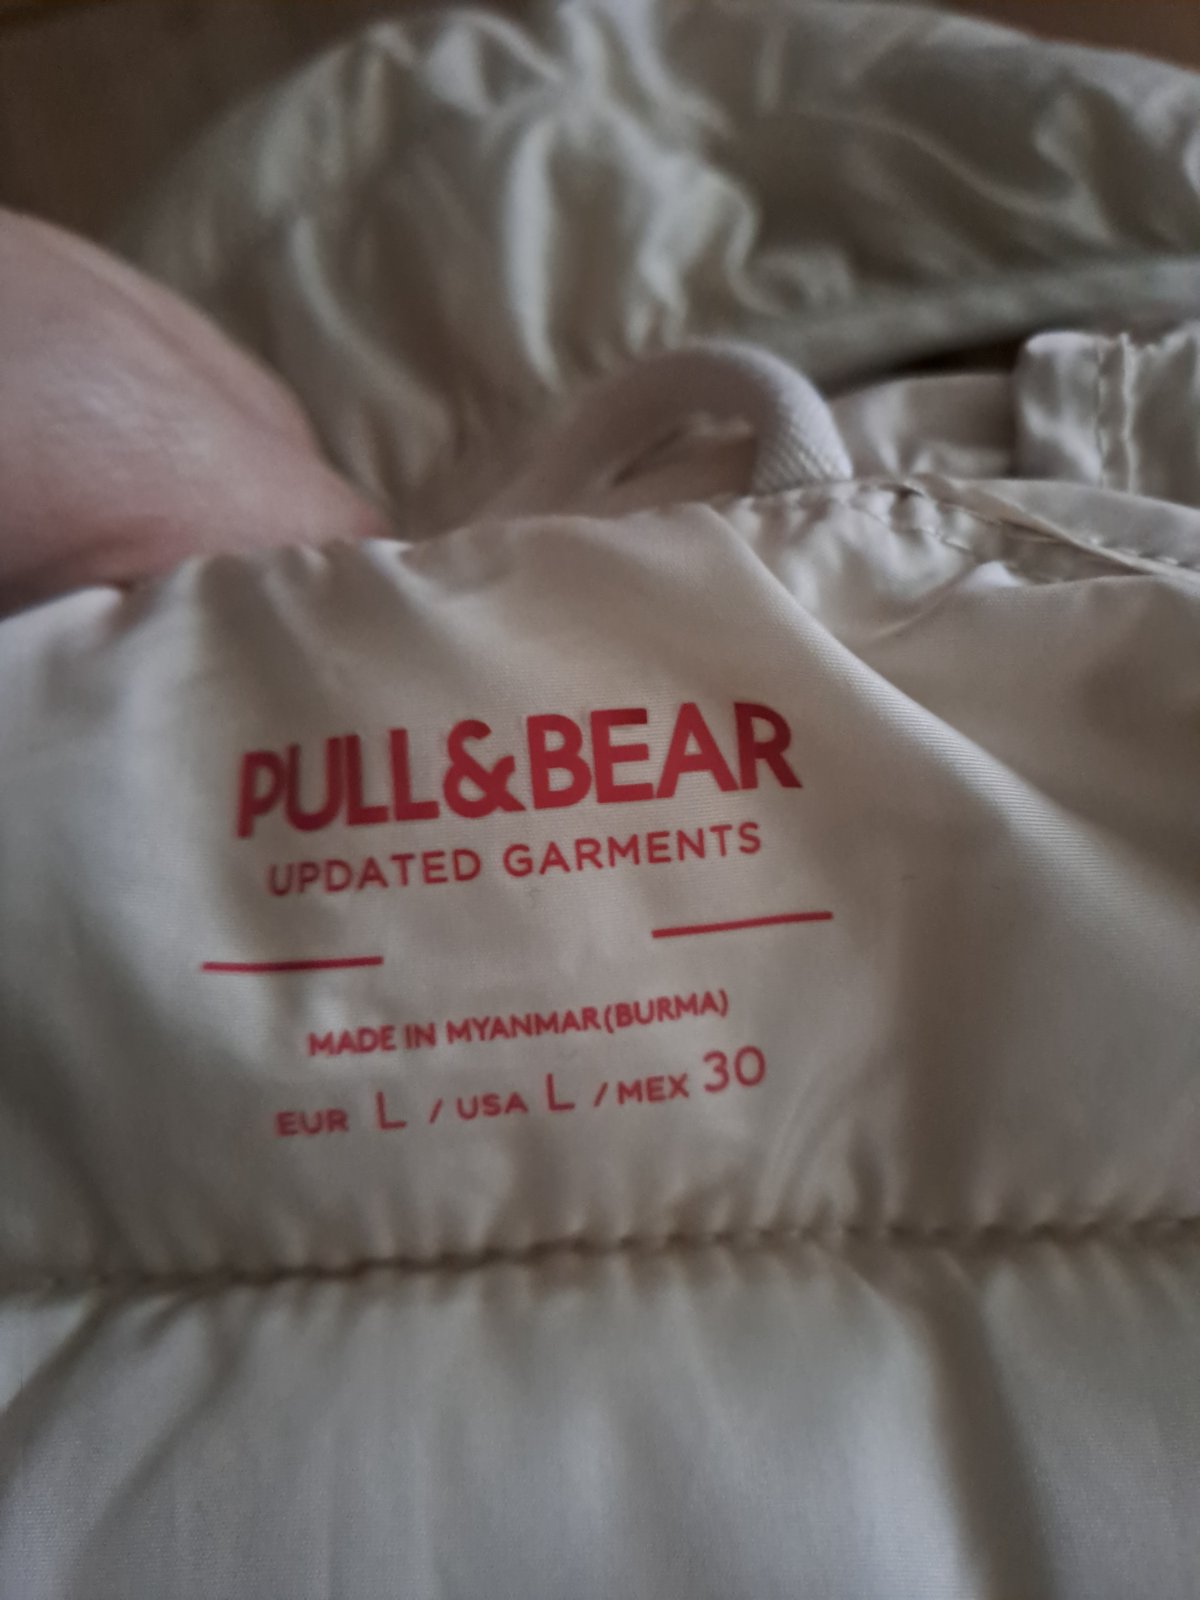 PULL&BEAR
UPDATED GARMENTS
MADE IN MYANMAR(BURMA)
EUR L / USA L / MEX 30